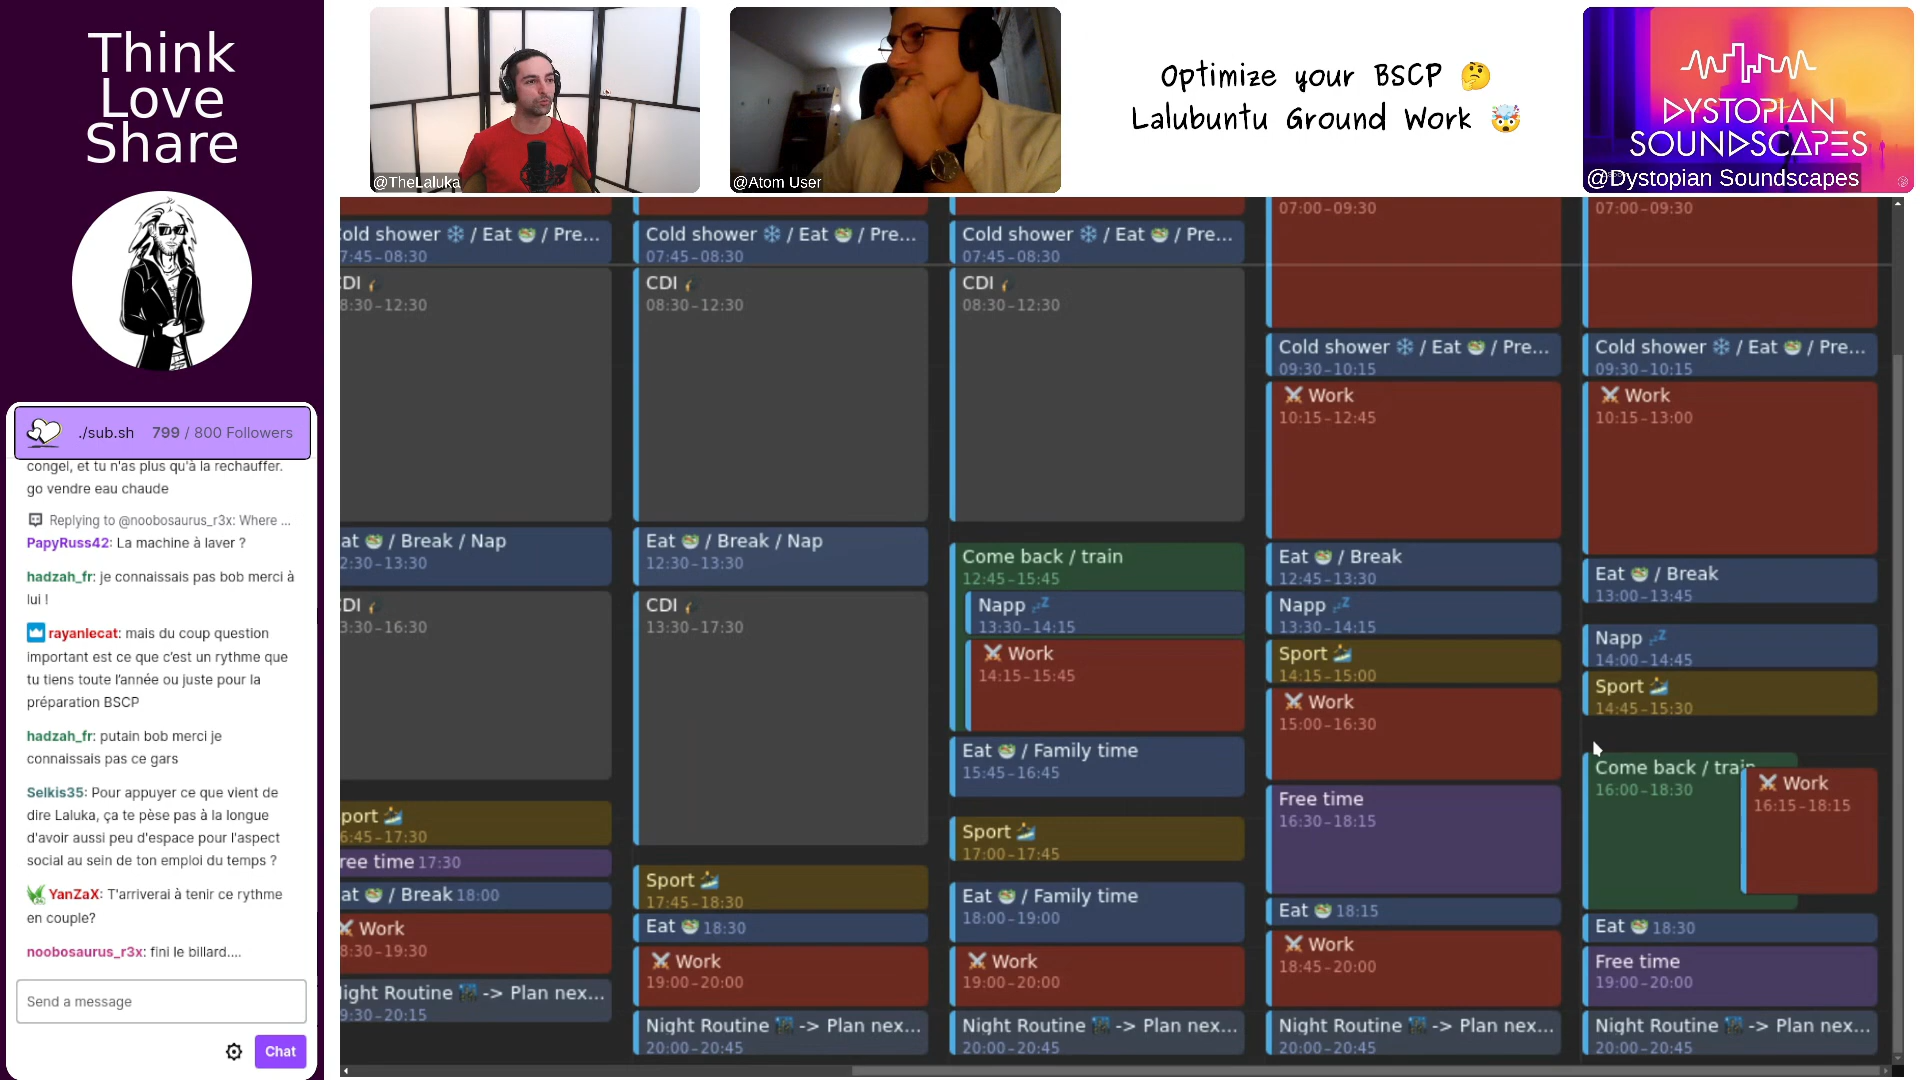 Think
Love
Share
./sub.sh 799 / 800 Followers
congel, et tu n'as plus qu'à la rechauffer.
go vendre eau chaude
Replying to @noobosaurus_r3x: Where ...
PapyRuss42: La machine à laver ?
hadzah_fr: je connaissais pas bob merci à
lui !
rayanlecat: mais du coup question
important est ce que c'est un rythme que
tu tiens toute l'année ou juste pour la
préparation BSCP
hadzah_fr: putain bob merci je
connaissais pas ce gars
Selkis35: Pour appuyer ce que vient de
dire Laluka, ça te pèse pas à la longue
d'avoir aussi peu d'espace pour l'aspect
social au sein de ton emploi du temps ?
YanZaX: T'arriverai à tenir ce rythme
en couple?
noobosaurus_r3x: fini le billard....
Send a message
Chat
@TheLaluka
@Atom User
Optimize your BSCP 🤔
Lalubuntu Ground Work 🤯
DYSTOPIAN
SOUNDSCAPES
@Dystopian Soundscapes
Cold shower ❄️ / Eat 🥗 / Pre...
7:45–08:30
CDI
8:30–12:30
at 🥗 / Break / Nap
2:30–13:30
CDI
3:30–16:30
port
6:45–17:30
ree time 17:30
at 🥗 / Break 18:00
⚔️ Work
8:30–19:30
ight Routine 🌃 -> Plan nex...
9:30–20:15
Cold shower ❄️ / Eat 🥗 / Pre...
07:45–08:30
CDI
08:30–12:30
Eat 🥗 / Break / Nap
12:30–13:30
CDI
13:30–17:30
Sport
17:45–18:30
Eat 🥗 18:30
⚔️ Work
19:00–20:00
Night Routine 🌃 -> Plan nex...
20:00–20:45
Cold shower ❄️ / Eat 🥗 / Pre...
07:45–08:30
CDI
08:30–12:30
Come back / train
12:45–15:45
Napp 💤
13:30–14:15
⚔️ Work
14:15–15:45
Eat 🥗 / Family time
15:45–16:45
Sport
17:00–17:45
Eat 🥗 / Family time
18:00–19:00
⚔️ Work
19:00–20:00
Night Routine 🌃 -> Plan nex...
20:00–20:45
07:00–09:30
Cold shower ❄️ / Eat 🥗 / Pre...
09:30–10:15
⚔️ Work
10:15–12:45
Eat 🥗 / Break
12:45–13:30
Napp 💤
13:30–14:15
Sport
14:15–15:00
⚔️ Work
15:00–16:30
Free time
16:30–18:15
Eat 🥗 18:15
⚔️ Work
18:45–20:00
Night Routine 🌃 -> Plan nex...
20:00–20:45
07:00–09:30
Cold shower ❄️ / Eat 🥗 / Pre...
09:30–10:15
⚔️ Work
10:15–13:00
Eat 🥗 / Break
13:00–13:45
Napp 💤
14:00–14:45
Sport
14:45–15:30
Come back / train
16:00–18:30
⚔️ Work
16:15–18:15
Eat 🥗 18:30
Free time
19:00–20:00
Night Routine 🌃 -> Plan nex...
20:00–20:45